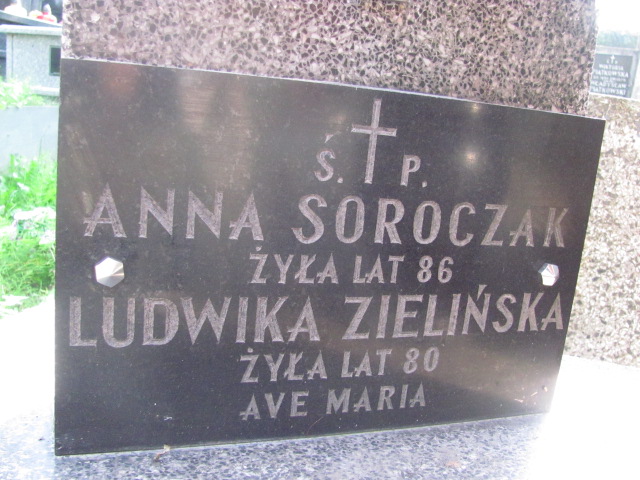 Ś. P.
ANNA SOROCZAK
ŻYŁA LAT 86
LUDWIKA ZIELIŃSKA
ŻYŁA LAT 80
AVE MARIA